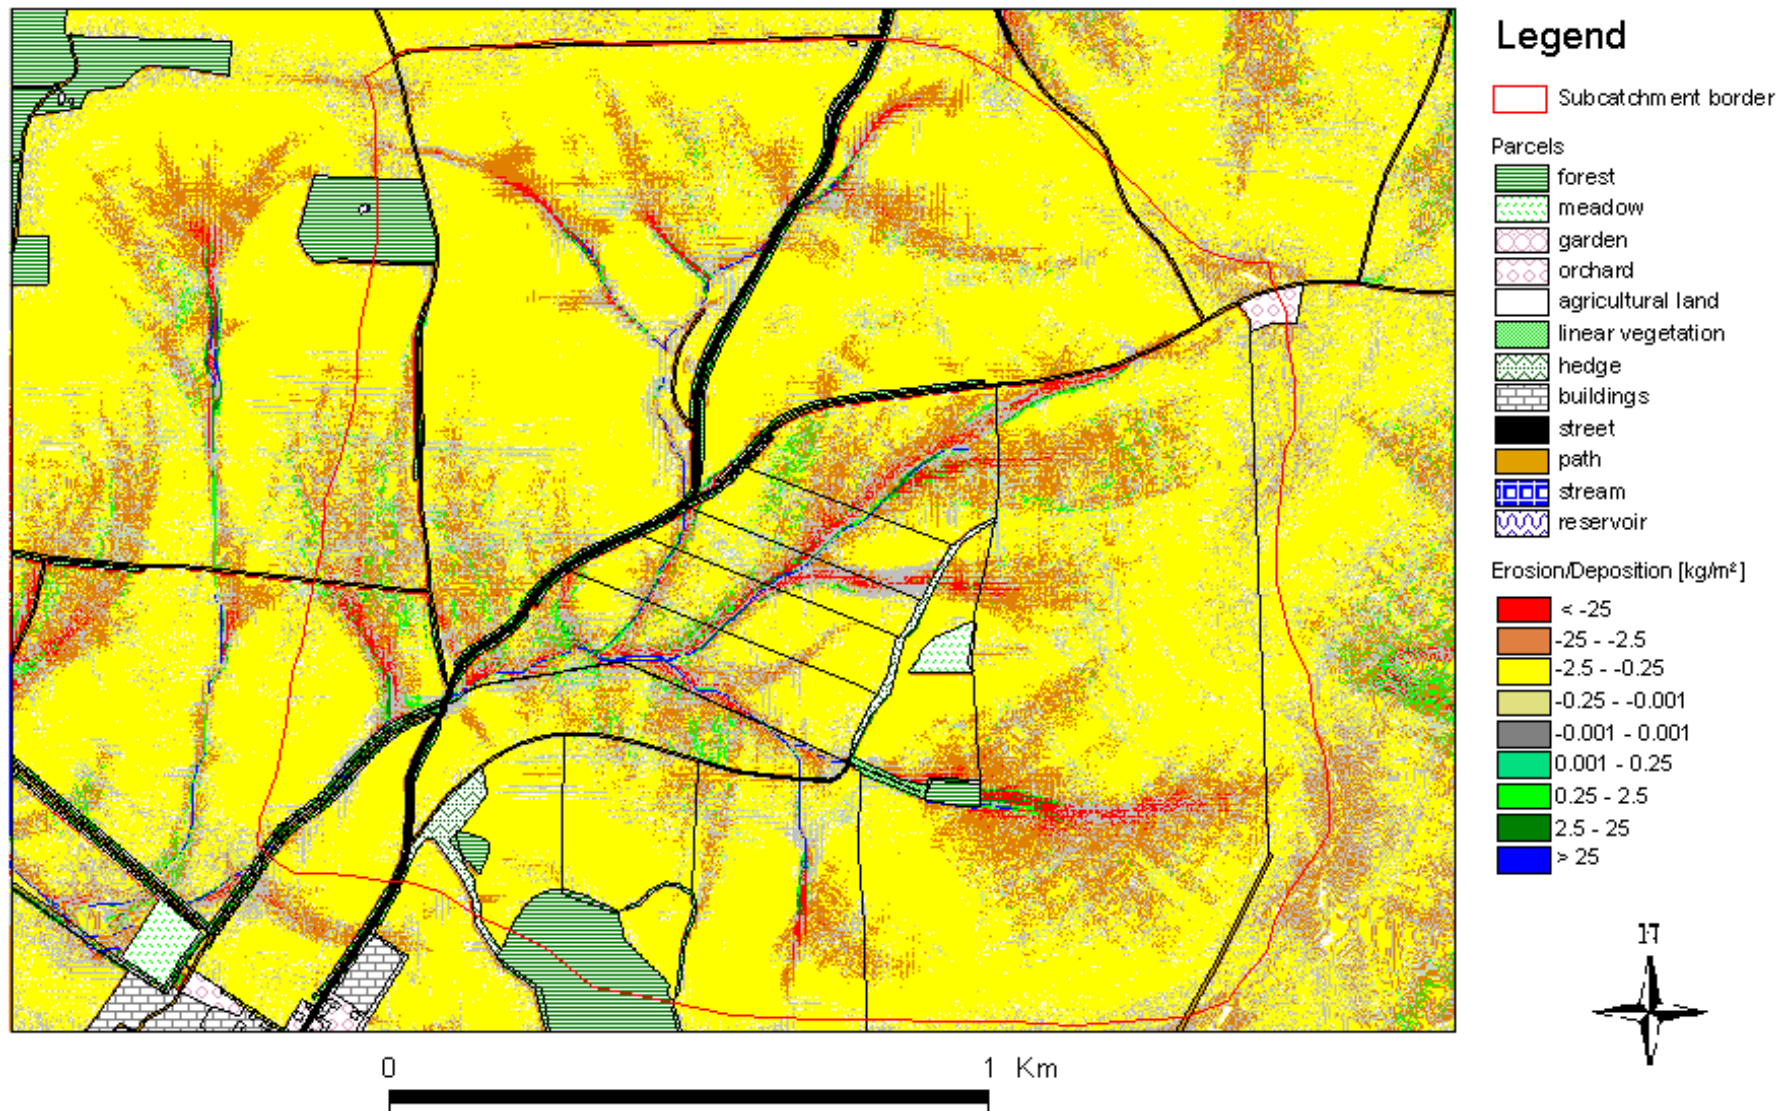 Legend
Subcatchment border
Parcels
forest
meadow
garden
orchard
agricultural land
linear vegetation
hedge
buildings
street
path
stream
reservoir
Erosion/Deposition [kg/m²]
< -25
-25 - -2.5
-2.5 - -0.25
-0.25 - -0.001
-0.001 - 0.001
0.001 - 0.25
0.25 - 2.5
2.5 - 25
> 25
N
0 1 Km